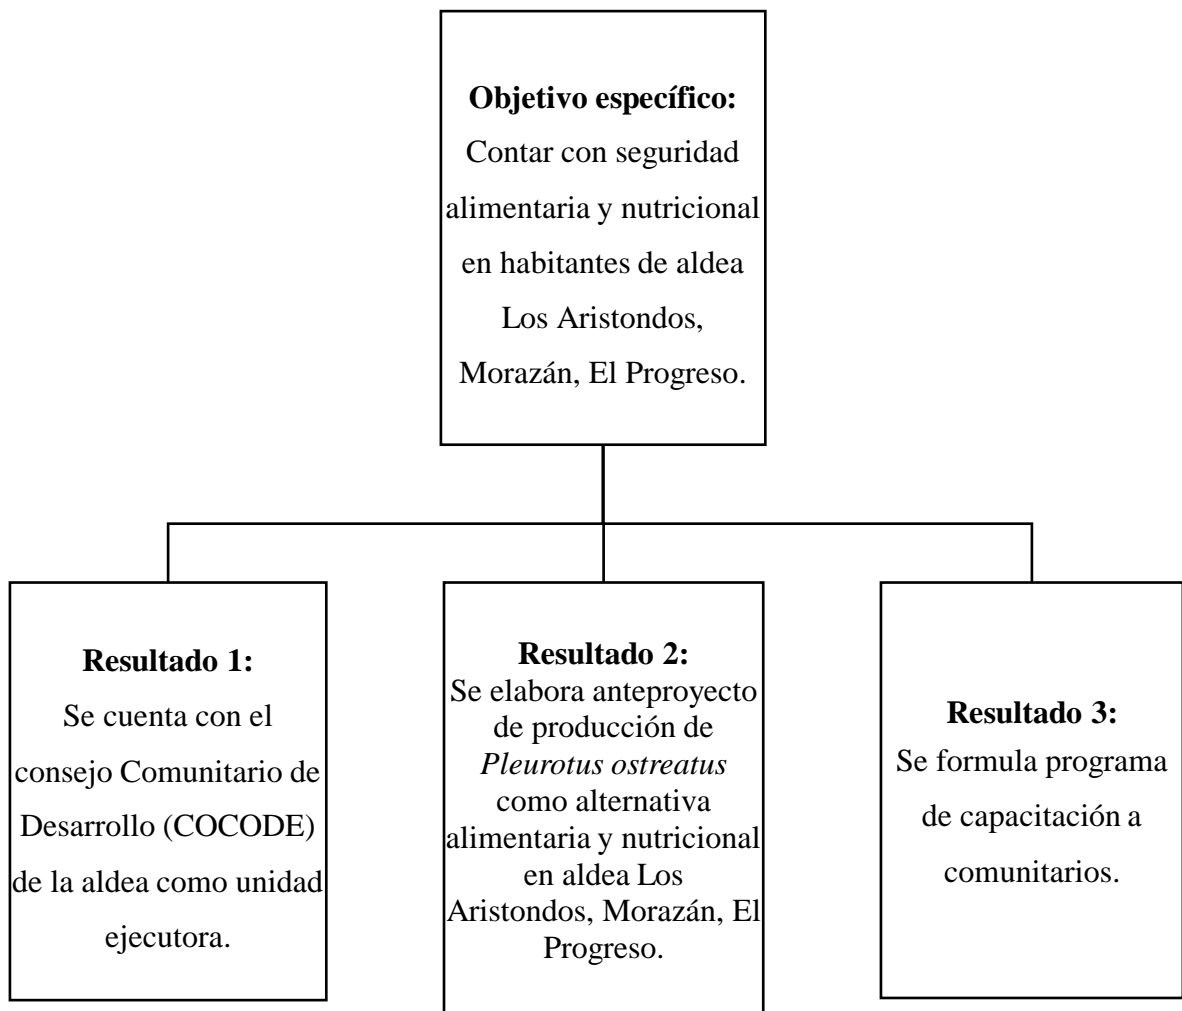 Objetivo específico:
Contar con seguridad
alimentaria y nutricional
en habitantes de aldea
Los Aristondos,
Morazán, El Progreso.
Resultado 1:
Se cuenta con el
consejo Comunitario de
Desarrollo (COCODE)
de la aldea como unidad
ejecutora.
Resultado 2:
Se elabora anteproyecto
de producción de
Pleurotus ostreatus
como alternativa
alimentaria y nutricional
en aldea Los
Aristondos, Morazán, El
Progreso.
Resultado 3:
Se formula programa
de capacitación a
comunitarios.